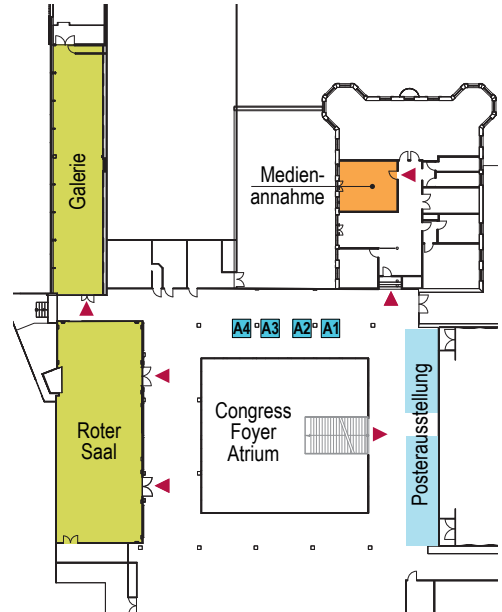 Galerie
Medien-
annahme
A4 A3 A2 A1
Roter
Saal
Congress
Foyer
Atrium
Posterausstellung